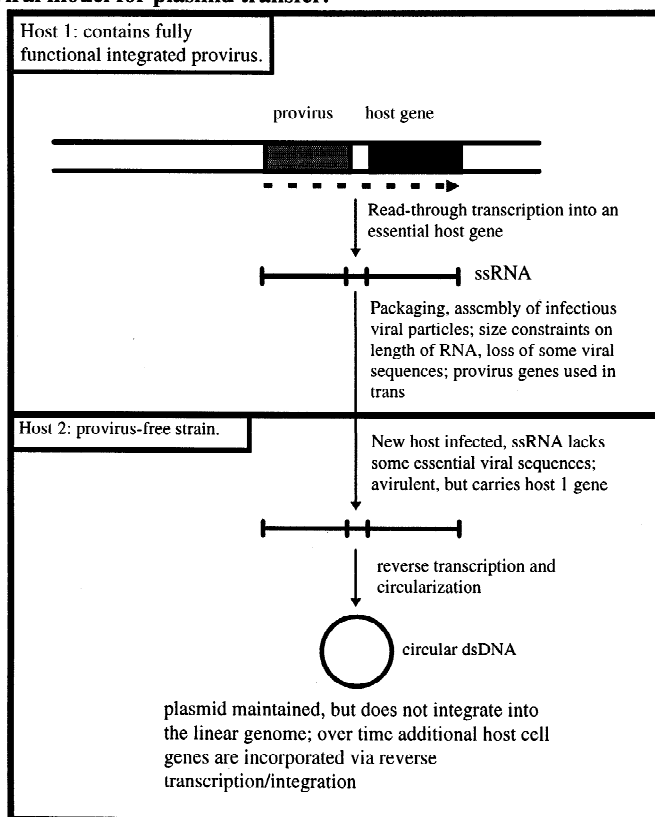 model for plasmid transfer.
Host 1: contains fully
functional integrated provirus.
provirus host gene
Read-through transcription into an
essential host gene
ssRNA
Packaging, assembly of infectious
viral particles; size constraints on
length of RNA, loss of some viral
sequences; provirus genes used in
trans
Host 2: provirus-free strain.
New host infected, ssRNA lacks
some essential viral sequences;
avirulent, but carries host 1 gene
reverse transcription and
circularization
circular dsDNA
plasmid maintained, but does not integrate into
the linear genome; over time additional host cell
genes are incorporated via reverse
transcription/integration